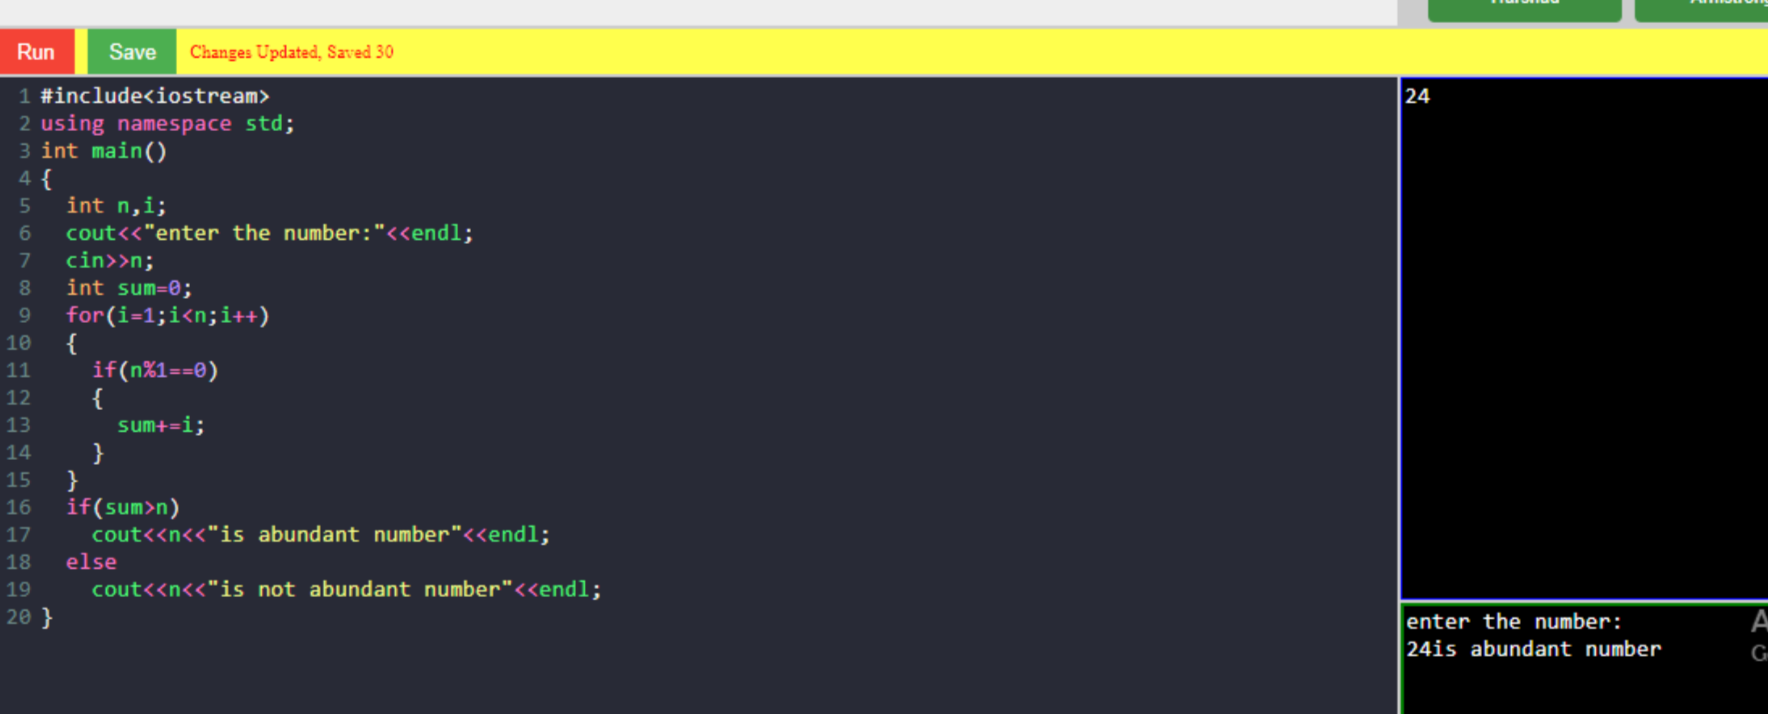 Run Save Changes Updated, Saved 30
1 #include<iostream>
2 using namespace std;
3 int main()
4 {
5   int n,i;
6   cout<<"enter the number:"<<endl;
7   cin>>n;
8   int sum=0;
9   for(i=1;i<n;i++)
10   {
11     if(n%1==0)
12     {
13       sum+=i;
14     }
15   }
16   if(sum>n)
17     cout<<n<<"is abundant number"<<endl;
18   else
19     cout<<n<<"is not abundant number"<<endl;
20 }
24
enter the number:
24is abundant number